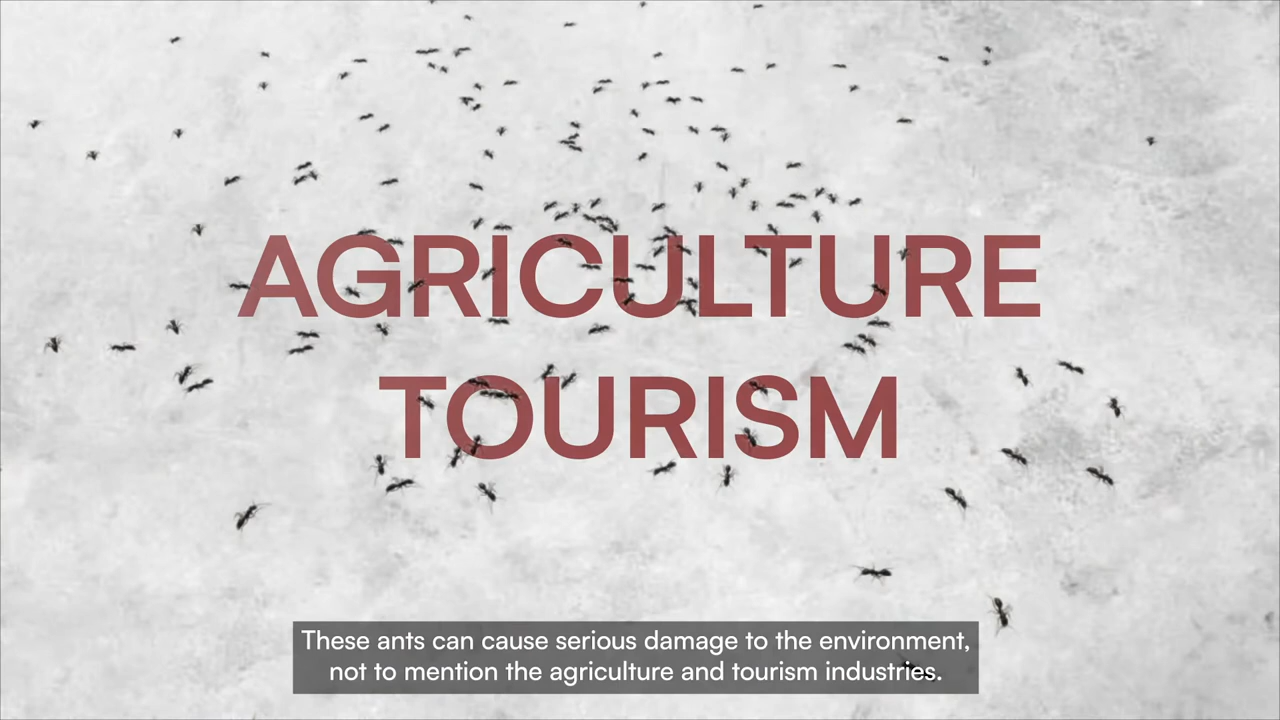 AGRICULTURE
TOURISM
These ants can cause serious damage to the environment,
not to mention the agriculture and tourism industries.